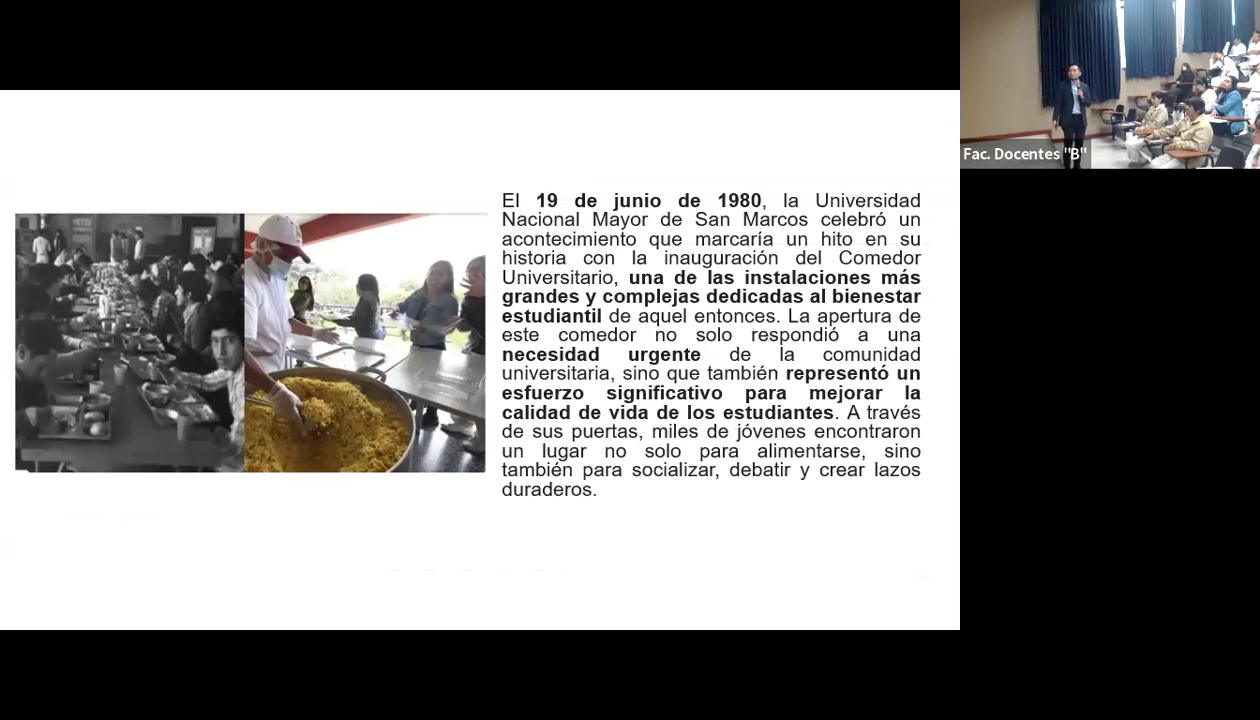 El 19 de junio de 1980, la Universidad
Nacional Mayor de San Marcos celebró un
acontecimiento que marcaría un hito en su
historia con la inauguración del Comedor
Universitario, una de las instalaciones más
grandes y complejas dedicadas al bienestar
estudiantil de aquel entonces. La apertura de
este comedor no solo respondió a una
necesidad urgente de la comunidad
universitaria, sino que también representó un
esfuerzo significativo para mejorar la
calidad de vida de los estudiantes. A través
de sus puertas, miles de jóvenes encontraron
un lugar no solo para alimentarse, sino
también para socializar, debatir y crear lazos
duraderos.
Fac. Docentes "B"